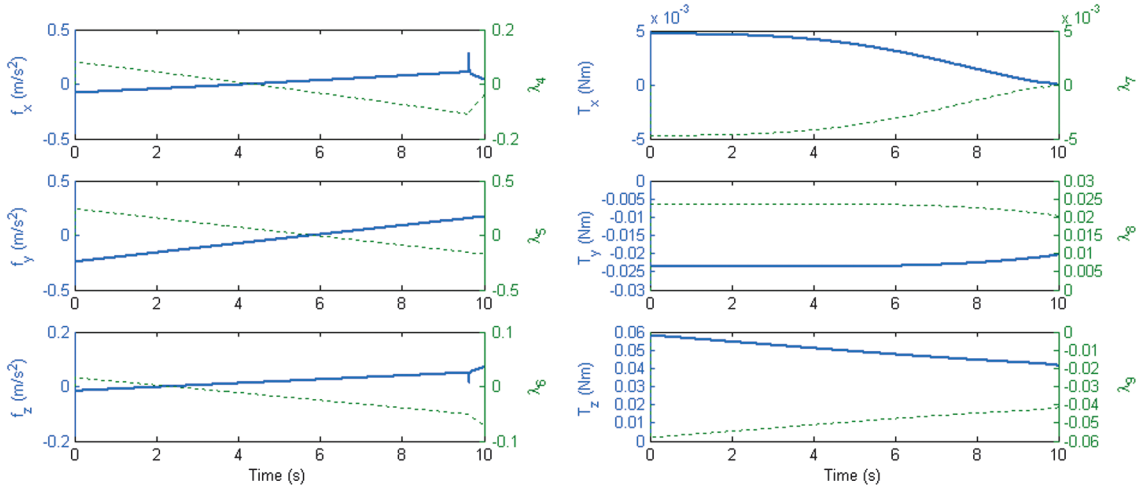 0.5
0
-0.5
f_x (m/s²)
0.2
0
-0.2
λ_4
0 2 4 6 8 10
x 10⁻³
5
0
-5
T_x (Nm)
x 10⁻³
5
0
-5
λ_7
0 2 4 6 8 10
0.5
0
-0.5
f_y (m/s²)
0.5
0
-0.5
λ_5
0 2 4 6 8 10
0
-0.005
-0.01
-0.015
-0.02
-0.025
-0.03
T_y (Nm)
0.03
0.025
0.02
0.015
0.01
0.005
0
λ_8
0 2 4 6 8 10
0.2
0
-0.2
f_z (m/s²)
0.1
0
-0.1
λ_6
0 2 4 6 8 10
Time (s)
0.06
0.05
0.04
0.03
0.02
0.01
0
T_z (Nm)
0
-0.01
-0.02
-0.03
-0.04
-0.05
-0.06
λ_9
0 2 4 6 8 10
Time (s)